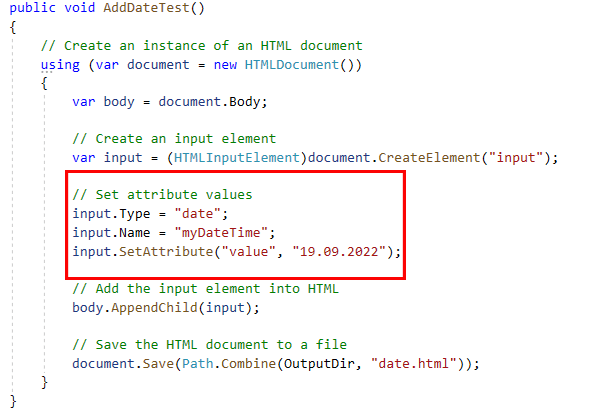 public void AddDateTest()
{
// Create an instance of an HTML document
using (var document = new HTMLDocument())
{
var body = document.Body;
// Create an input element
var input = (HTMLInputElement)document.CreateElement("input");
// Set attribute values
input.Type = "date";
input.Name = "myDateTime";
input.SetAttribute("value", "19.09.2022");
// Add the input element into HTML
body.AppendChild(input);
// Save the HTML document to a file
document.Save(Path.Combine(OutputDir, "date.html"));
}
}